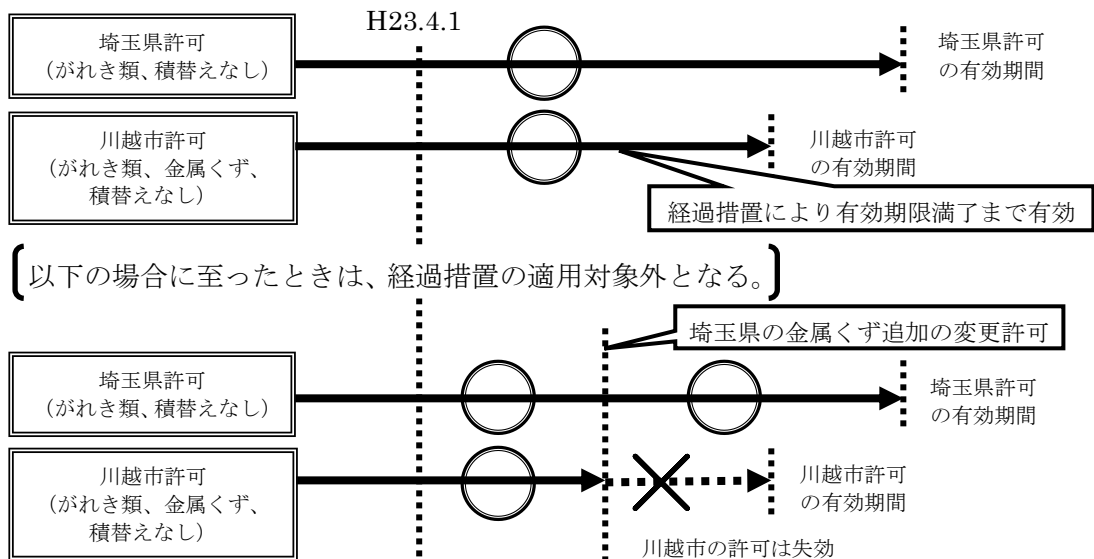 H23.4.1
埼玉県許可
（がれき類、積替えなし）
埼玉県許可
の有効期間
川越市許可
（がれき類、金属くず、
積替えなし）
川越市許可
の有効期間
経過措置により有効期限満了まで有効
以下の場合に至ったときは、経過措置の適用対象外となる。
埼玉県の金属くず追加の変更許可
埼玉県許可
（がれき類、積替えなし）
埼玉県許可
の有効期間
川越市許可
（がれき類、金属くず、
積替えなし）
川越市許可
の有効期間
川越市の許可は失効